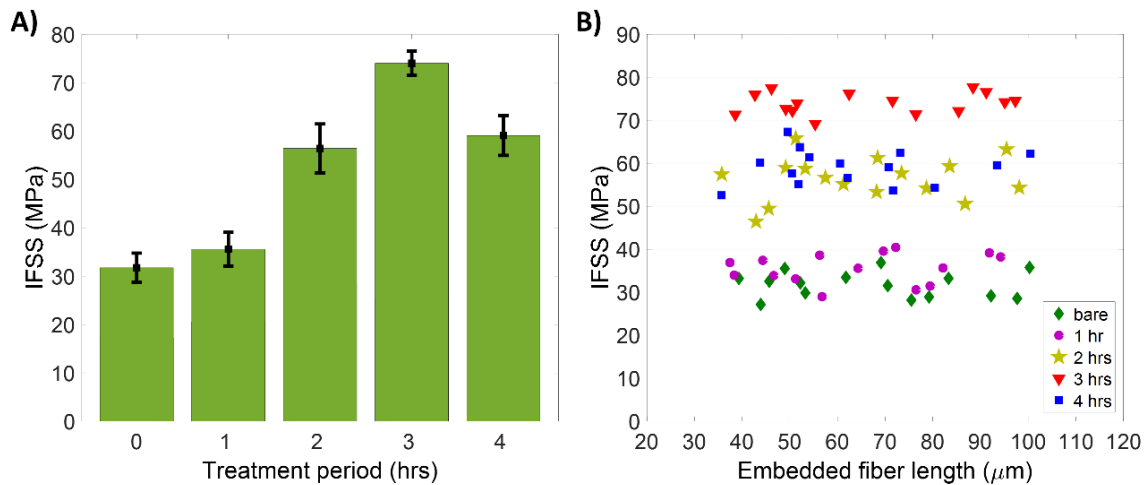 A)
80
70
60
50
40
30
20
10
0
IFSS (MPa)
0 1 2 3 4
Treatment period (hrs)
B)
90
80
70
60
50
40
30
20
10
0
IFSS (MPa)
bare
1 hr
2 hrs
3 hrs
4 hrs
20 30 40 50 60 70 80 90 100 110 120
Embedded fiber length (μm)